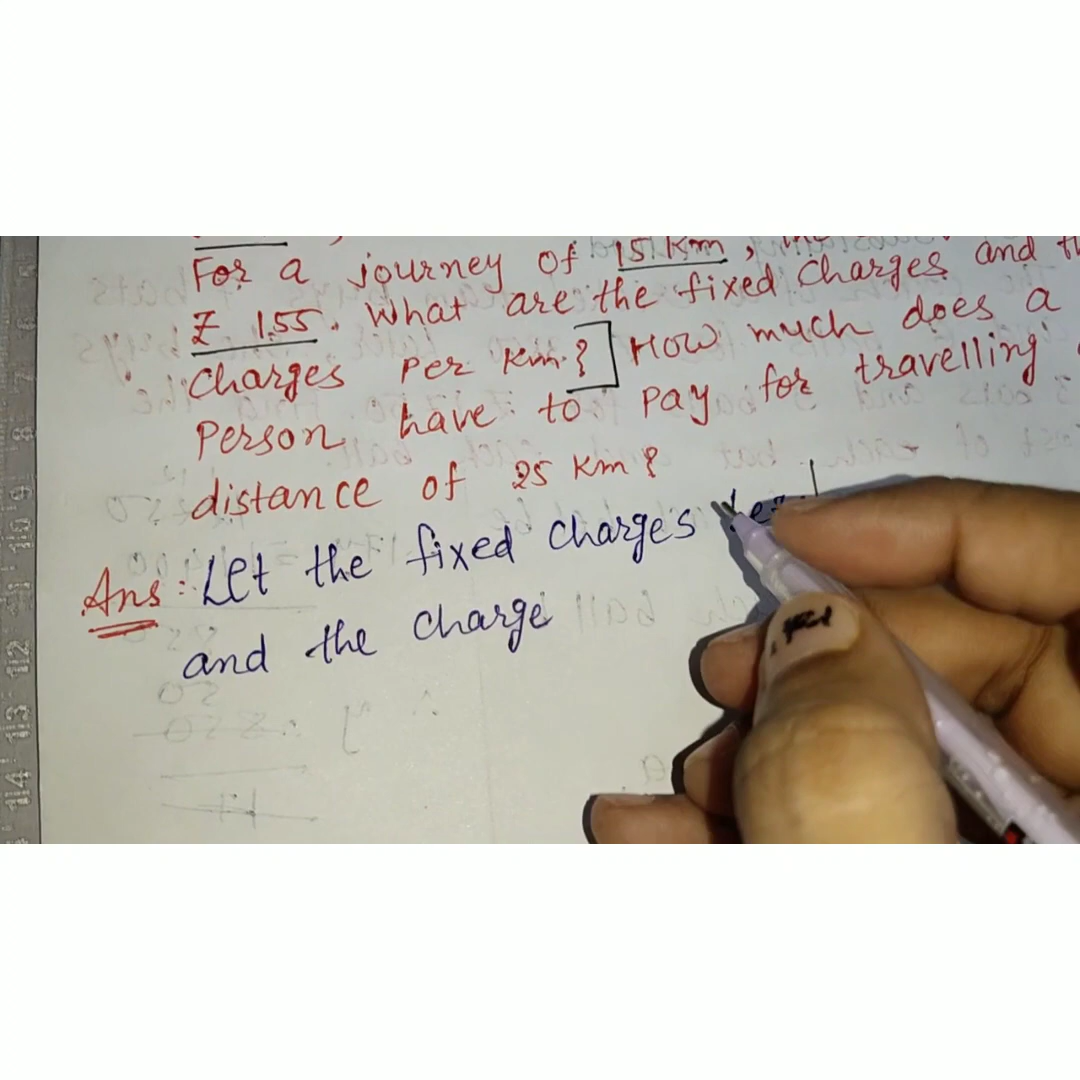 For a journey of 15 Km,
₹ 155. What are the fixed charges and
charges per km? How much does a
person have to pay for travelling
distance of 25 km?
Ans: Let the fixed charges
and the charge